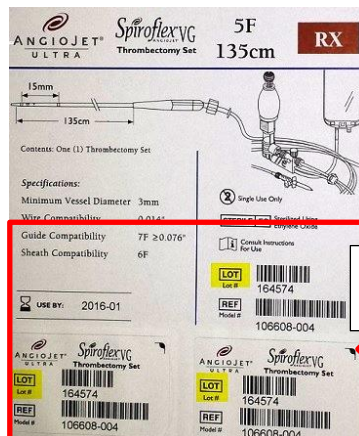 ANGIOJET®
ULTRA
Spiroflex VG
ANGIOJET
Thrombectomy Set
5F
135cm
RX
15mm
135cm
Contents: One (1) Thrombectomy Set
Specifications:
Minimum Vessel Diameter 3mm
Wire Compatibility 0.014"
Guide Compatibility 7F ≥0.076"
Sheath Compatibility 6F
2 Single Use Only
STERILE EO Sterilized Using
Ethylene Oxide
i Consult Instructions
For Use
LOT
Lot #
164574
REF
Model #
106608-004
USE BY: 2016-01
ANGIOJET®
ULTRA
Spiroflex VG
Thrombectomy Set
LOT
Lot #
164574
REF
Model #
106608-004
ANGIOJET®
ULTRA
Spiroflex VG
Thrombectomy Set
LOT
Lot #
164574
REF
Model #
106608-004